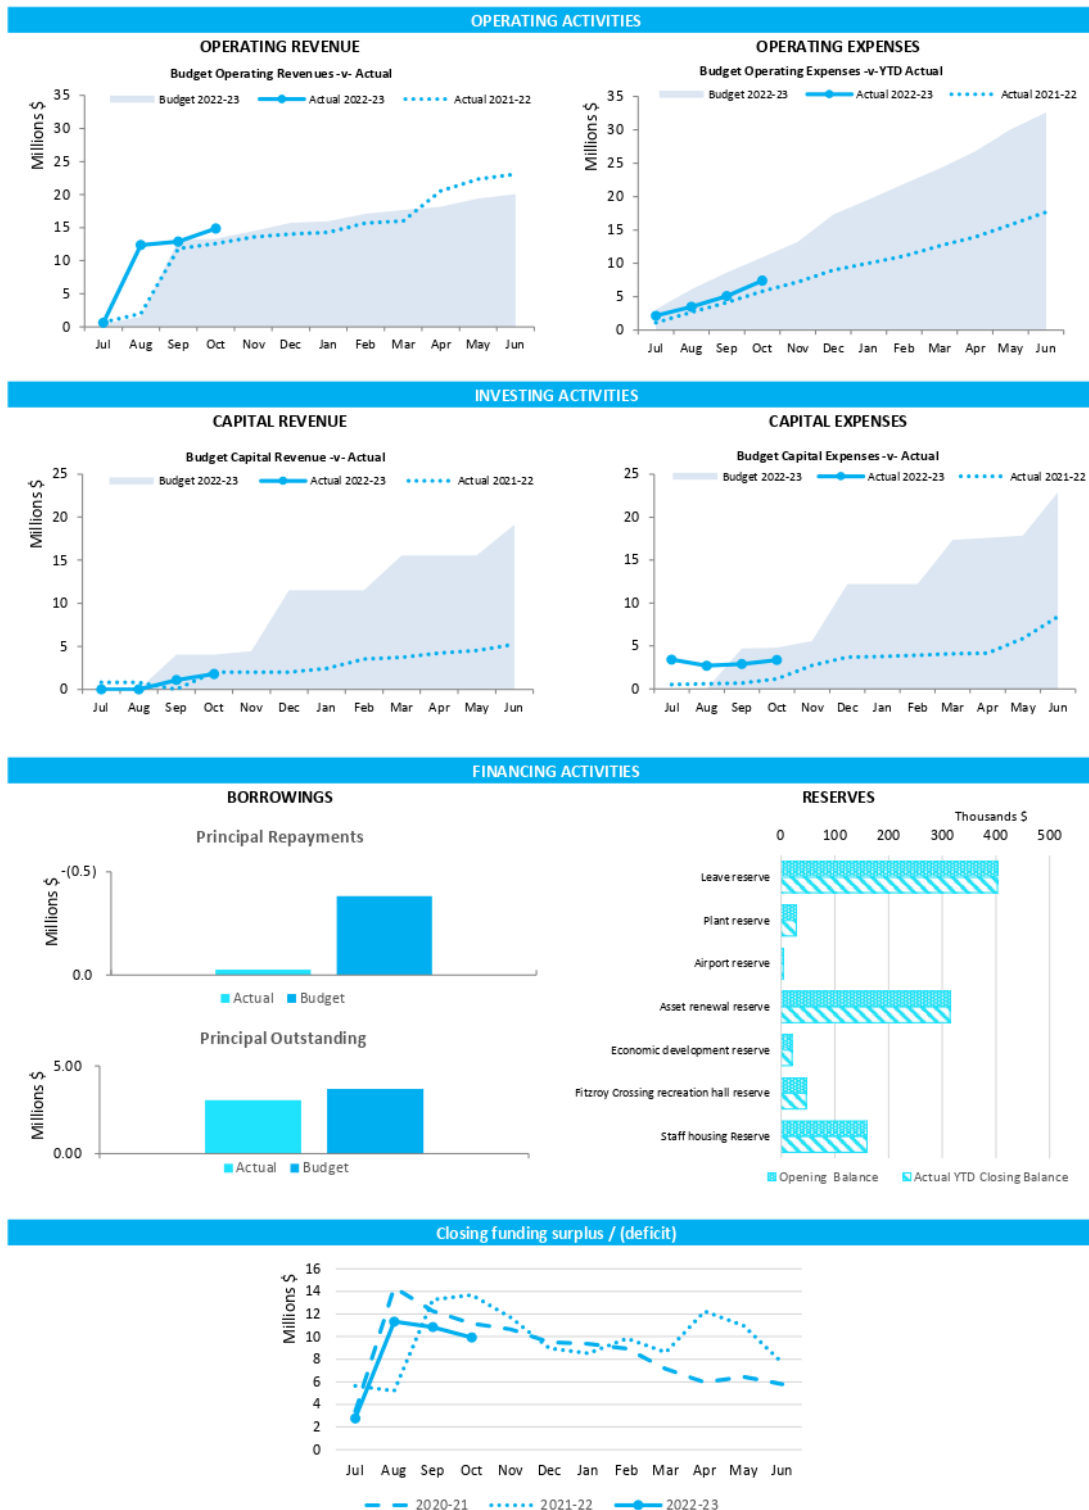 OPERATING ACTIVITIES
OPERATING REVENUE
Budget Operating Revenues -v- Actual
Budget 2022-23 Actual 2022-23 Actual 2021-22
Millions $
35
30
25
20
15
10
5
0
Jul Aug Sep Oct Nov Dec Jan Feb Mar Apr May Jun
OPERATING EXPENSES
Budget Operating Expenses -v-YTD Actual
Budget 2022-23 Actual 2022-23 Actual 2021-22
Millions $
35
30
25
20
15
10
5
0
Jul Aug Sep Oct Nov Dec Jan Feb Mar Apr May Jun
INVESTING ACTIVITIES
CAPITAL REVENUE
Budget Capital Revenue -v- Actual
Budget 2022-23 Actual 2022-23 Actual 2021-22
Millions $
25
20
15
10
5
0
Jul Aug Sep Oct Nov Dec Jan Feb Mar Apr May Jun
CAPITAL EXPENSES
Budget Capital Expenses -v- Actual
Budget 2022-23 Actual 2022-23 Actual 2021-22
25
20
15
10
5
0
Jul Aug Sep Oct Nov Dec Jan Feb Mar Apr May Jun
FINANCING ACTIVITIES
BORROWINGS
Principal Repayments
Millions $
-(0.5)
0.0
Actual Budget
Principal Outstanding
Millions $
5.00
0.00
Actual Budget
RESERVES
Thousands $
0 100 200 300 400 500
Leave reserve
Plant reserve
Airport reserve
Asset renewal reserve
Economic development reserve
Fitzroy Crossing recreation hall reserve
Staff housing Reserve
Opening Balance Actual YTD Closing Balance
Closing funding surplus / (deficit)
Millions $
16
14
12
10
8
6
4
2
0
Jul Aug Sep Oct Nov Dec Jan Feb Mar Apr May Jun
2020-21 2021-22 2022-23